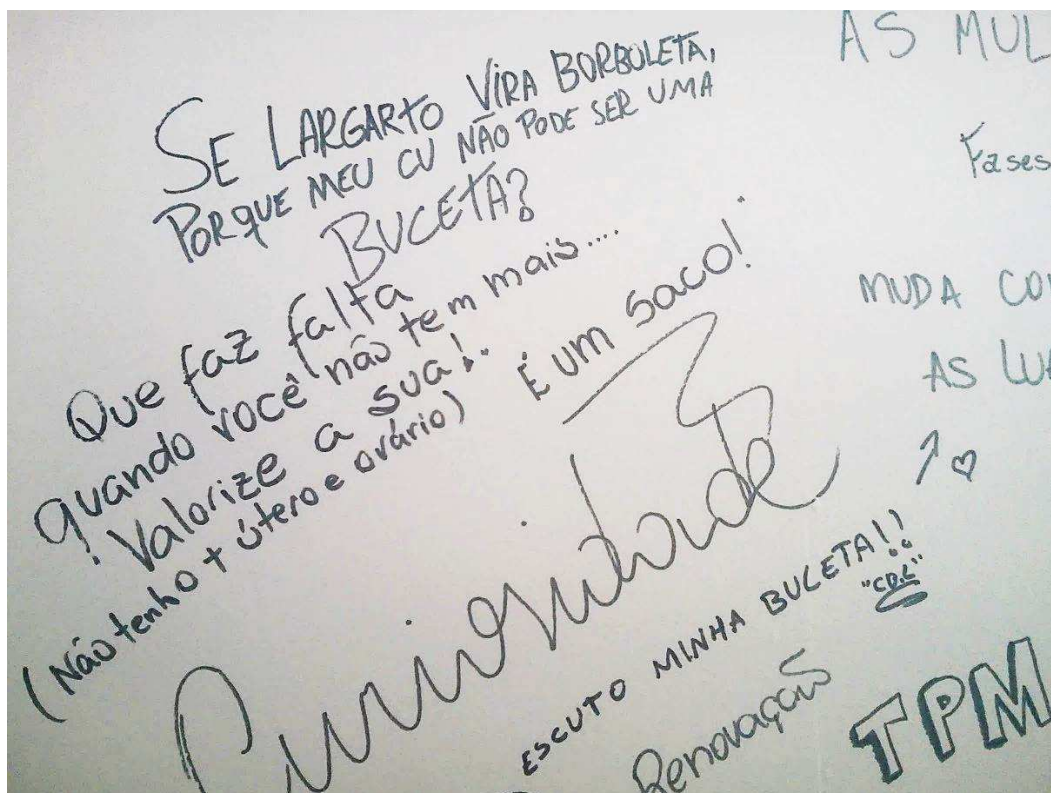 SE LARGARTO VIRA BORBOLETA,
PORQUE MEU CU NÃO PODE SER UMA
BUCETA?
Que faz falta
quando você não tem mais....
! Valorize a sua!
(Não tenho + útero e ovário)
É um saco!
Curiosidade
ESCUTO MINHA BUCETA!!
"CB.L"
Renovação
TPM
AS MUL
Fases
MUDA CO
AS LU